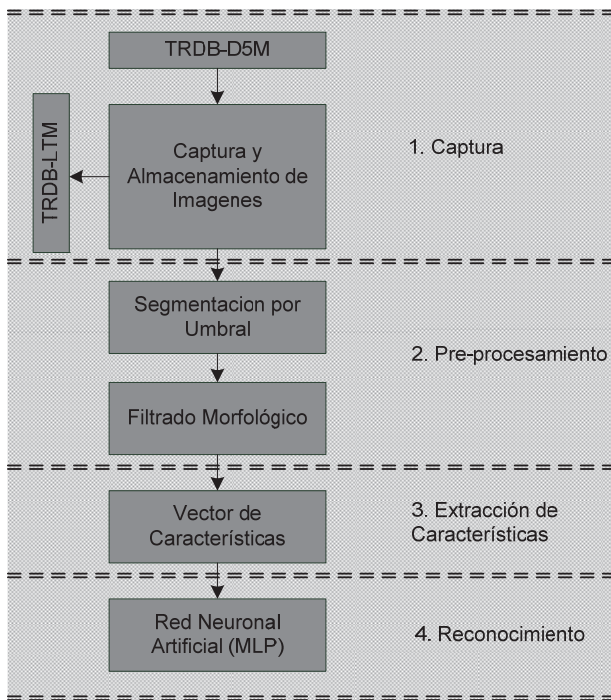 TRDB-D5M
TRDB-LTM
Captura y
Almacenamiento de
Imagenes
1. Captura
Segmentacion por
Umbral
2. Pre-procesamiento
Filtrado Morfológico
Vector de
Características
3. Extracción de
Características
Red Neuronal
Artificial (MLP)
4. Reconocimiento